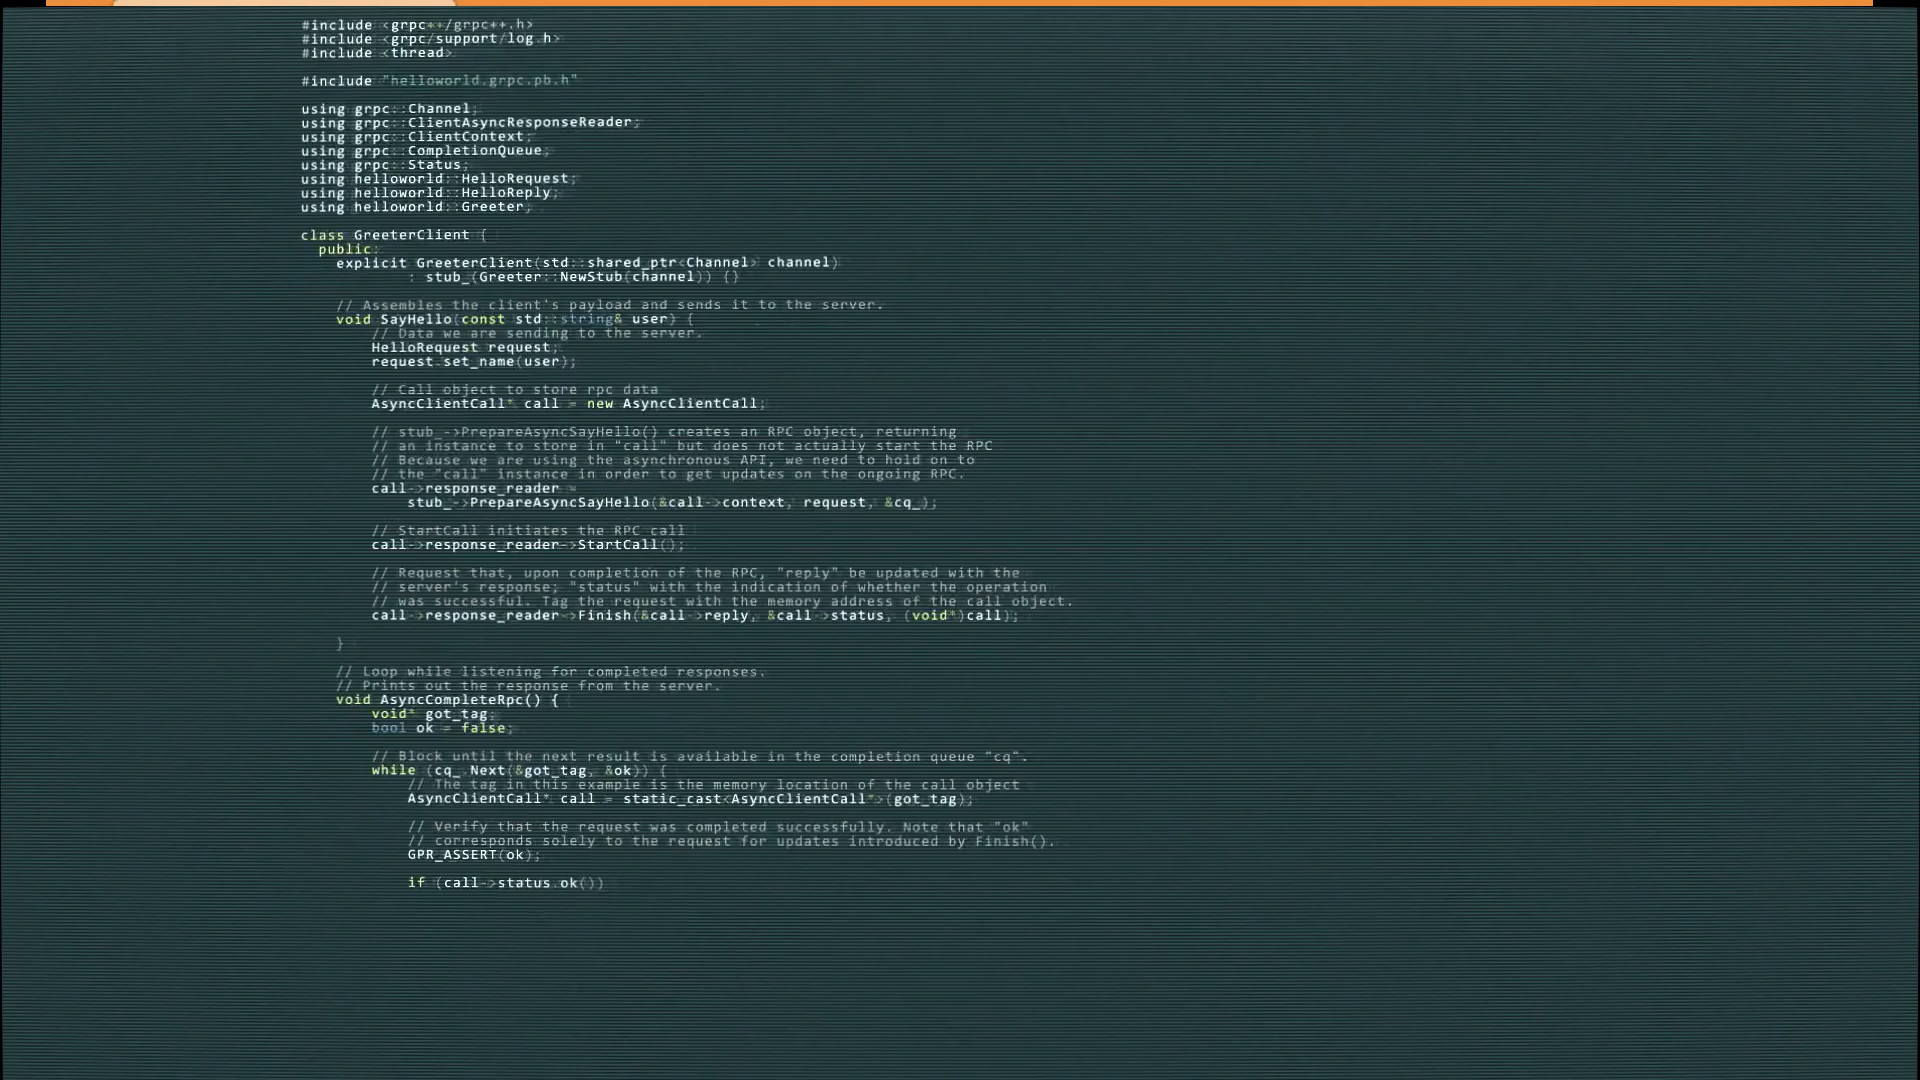 #include <grpc++/grpc++.h>
#include <grpc/support/log.h>
#include <thread>
#include "helloworld.grpc.pb.h"
using grpc::Channel;
using grpc::ClientAsyncResponseReader;
using grpc::ClientContext;
using grpc::CompletionQueue;
using grpc::Status;
using helloworld::HelloRequest;
using helloworld::HelloReply;
using helloworld::Greeter;
class GreeterClient {
public:
explicit GreeterClient(std::shared_ptr<Channel> channel)
: stub_(Greeter::NewStub(channel)) {}
// Assembles the client's payload and sends it to the server.
void SayHello(const std::string& user) {
// Data we are sending to the server.
HelloRequest request;
request.set_name(user);
// Call object to store rpc data
AsyncClientCall* call = new AsyncClientCall;
// stub_->PrepareAsyncSayHello() creates an RPC object, returning
// an instance to store in "call" but does not actually start the RPC
// Because we are using the asynchronous API, we need to hold on to
// the "call" instance in order to get updates on the ongoing RPC.
call->response_reader =
stub_->PrepareAsyncSayHello(&call->context, request, &cq_);
// StartCall initiates the RPC call
call->response_reader->StartCall();
// Request that, upon completion of the RPC, "reply" be updated with the
// server's response; "status" with the indication of whether the operation
// was successful. Tag the request with the memory address of the call object.
call->response_reader->Finish(&call->reply, &call->status, (void*)call);
}
// Loop while listening for completed responses.
// Prints out the response from the server.
void AsyncCompleteRpc() {
void* got_tag;
bool ok = false;
// Block until the next result is available in the completion queue "cq".
while (cq_.Next(&got_tag, &ok)) {
// The tag in this example is the memory location of the call object
AsyncClientCall* call = static_cast<AsyncClientCall*>(got_tag);
// Verify that the request was completed successfully. Note that "ok"
// corresponds solely to the request for updates introduced by Finish().
GPR_ASSERT(ok);
if (call->status.ok())